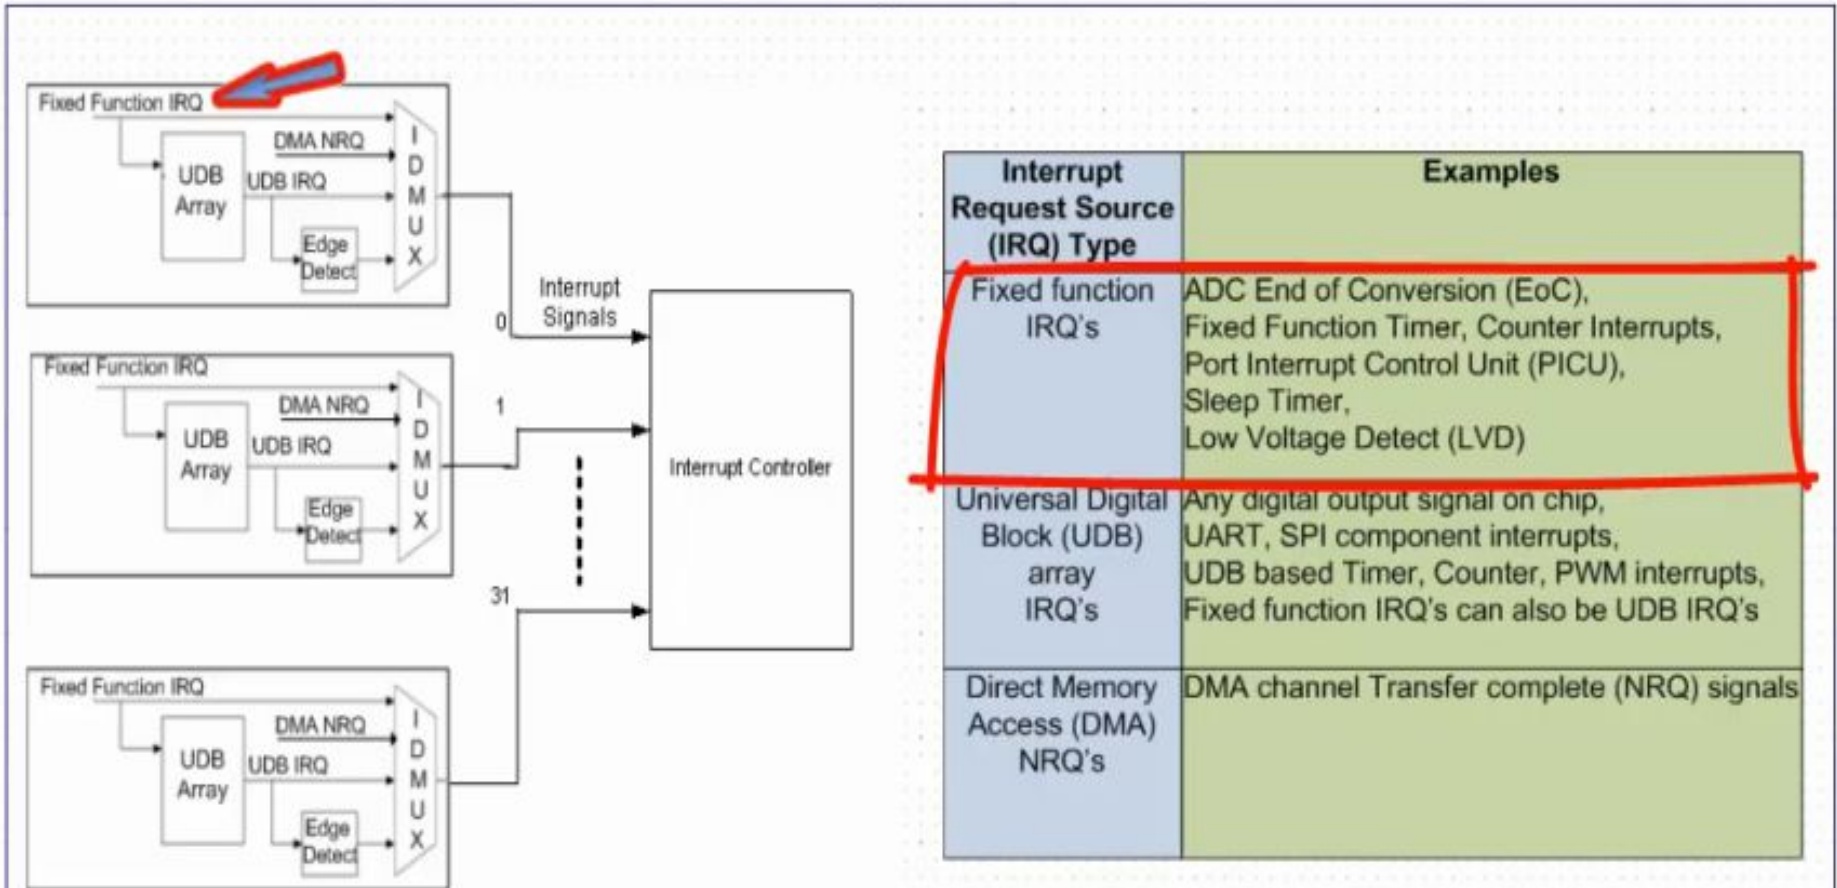 Fixed Function IRQ
DMA NRQ
UDB
Array
UDB IRQ
Edge
Detect
I
D
M
U
X
Fixed Function IRQ
DMA NRQ
UDB
Array
UDB IRQ
Edge
Detect
I
D
M
U
X
Fixed Function IRQ
DMA NRQ
UDB
Array
UDB IRQ
Edge
Detect
I
D
M
U
X
Interrupt
Signals
0
1
31
Interrupt Controller
Interrupt
Request Source
(IRQ) Type
Examples
Fixed function
IRQ's
ADC End of Conversion (EoC),
Fixed Function Timer, Counter Interrupts,
Port Interrupt Control Unit (PICU),
Sleep Timer,
Low Voltage Detect (LVD)
Universal Digital
Block (UDB)
array
IRQ's
Any digital output signal on chip,
UART, SPI component interrupts,
UDB based Timer, Counter, PWM interrupts,
Fixed function IRQ's can also be UDB IRQ's
Direct Memory
Access (DMA)
NRQ's
DMA channel Transfer complete (NRQ) signals